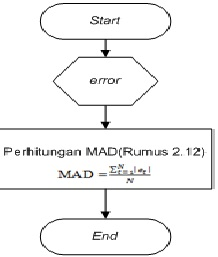 Start
error
Perhitungan MAD(Rumus 2.12)
MAD = \frac{\sum_{t=1}^{N}|e_t|}{N}
End